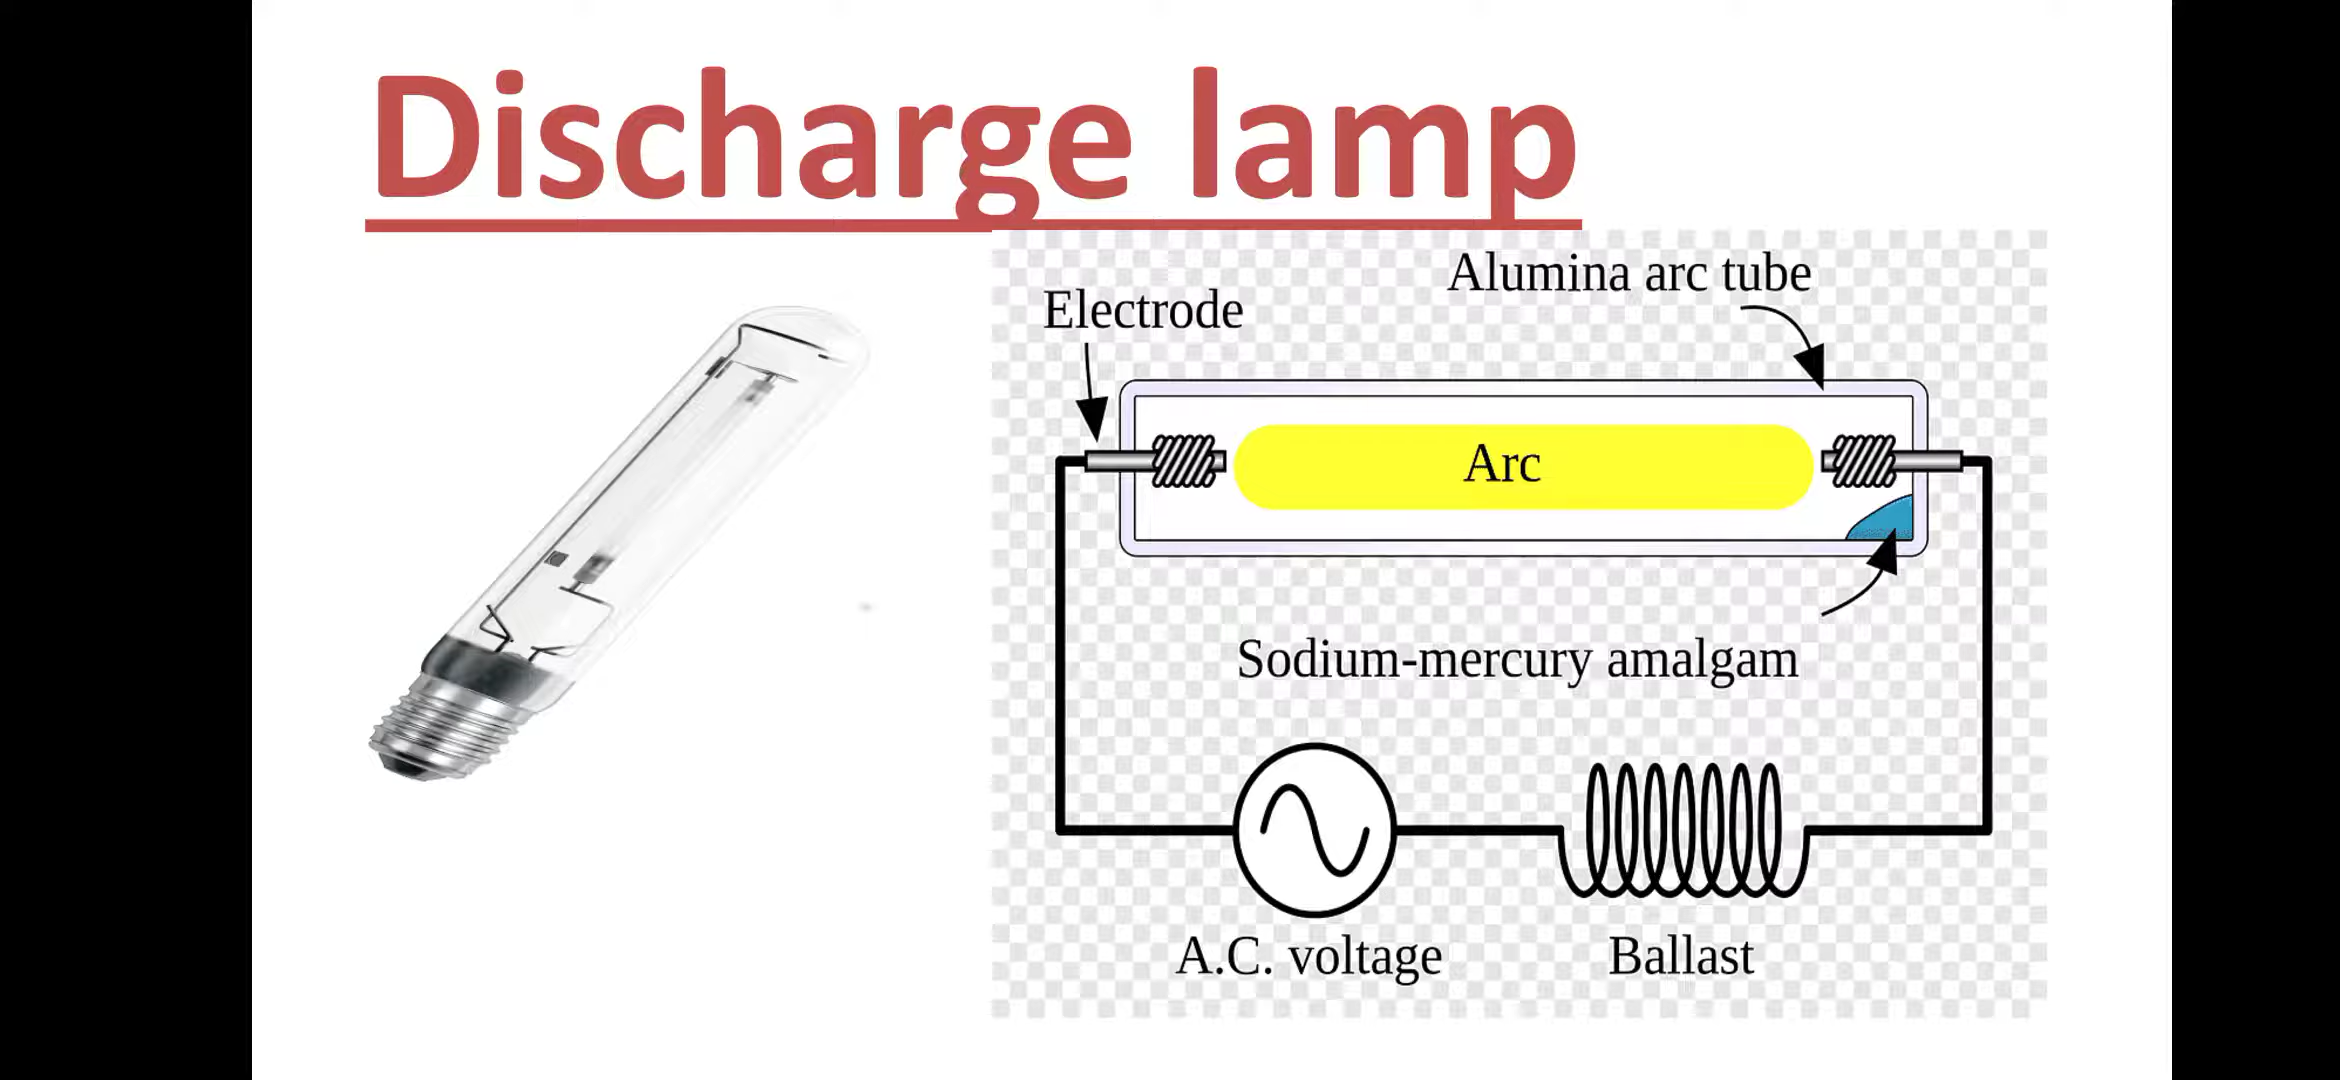 Discharge lamp
Electrode
Alumina arc tube
Arc
Sodium-mercury amalgam
A.C. voltage
Ballast